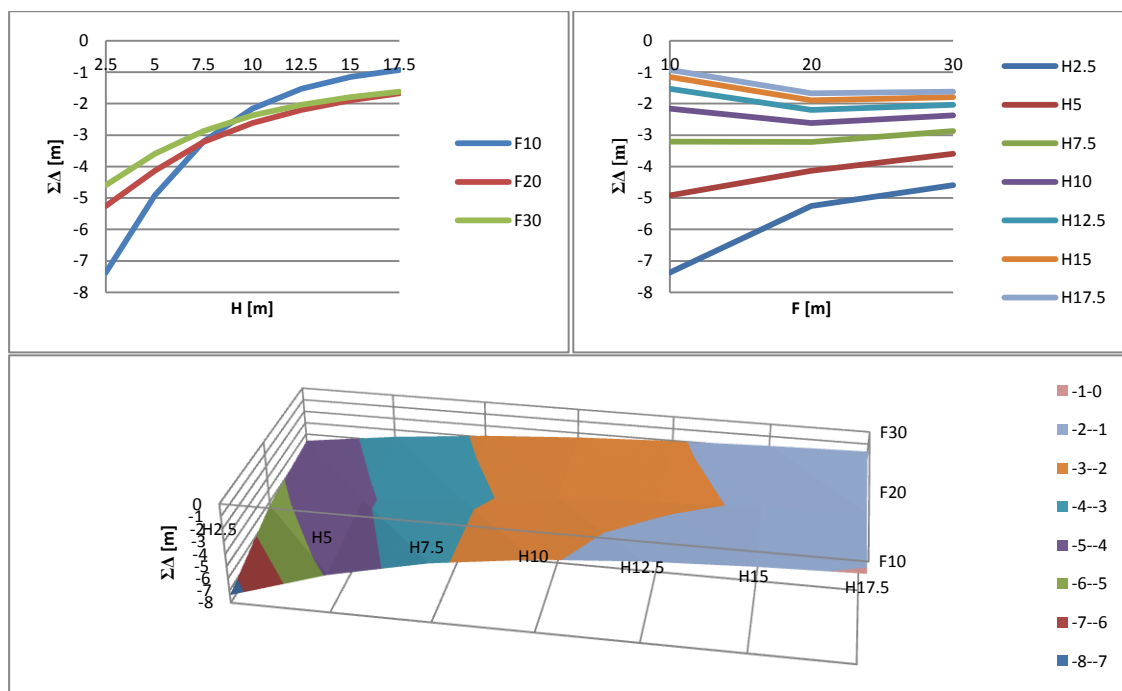 0
-1
-2
-3
-4
-5
-6
-7
-8
2.5 5 7.5 10 12.5 15 17.5
ΣΔ [m]
H [m]
F10
F20
F30
0
-1
-2
-3
-4
-5
-6
-7
-8
10 20 30
ΣΔ [m]
F [m]
H2.5
H5
H7.5
H10
H12.5
H15
H17.5
0
-1
-2
-3
-4
-5
-6
-7
-8
ΣΔ [m]
H2.5
H5
H7.5
H10
H12.5
H15
H17.5
F30
F20
F10
-1-0
-2--1
-3--2
-4--3
-5--4
-6--5
-7--6
-8--7